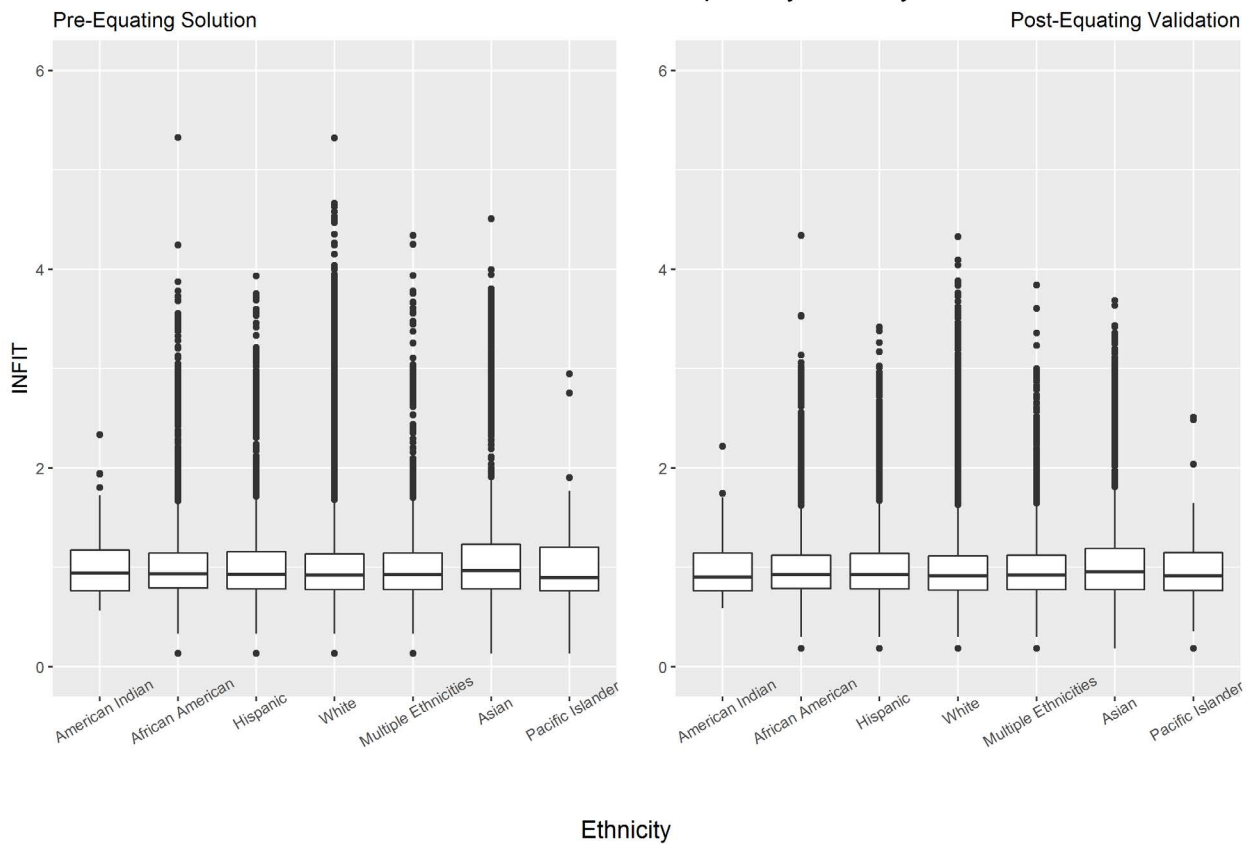 Pre-Equating Solution
Post-Equating Validation
INFIT
6
4
2
0
American Indian
African American
Hispanic
White
Multiple Ethnicities
Asian
Pacific Islander
6
4
2
0
American Indian
African American
Hispanic
White
Multiple Ethnicities
Asian
Pacific Islander
Ethnicity